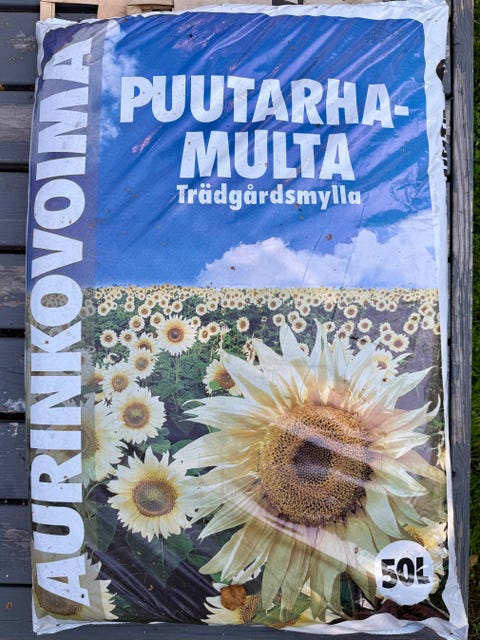 AURINKOVOIMA
PUUTARHA-
MULTA
Trädgårdsmylla
50L